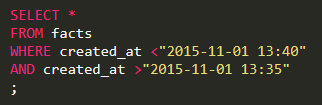 SELECT *
FROM facts
WHERE created_at <"2015-11-01 13:40"
AND created_at >"2015-11-01 13:35"
;